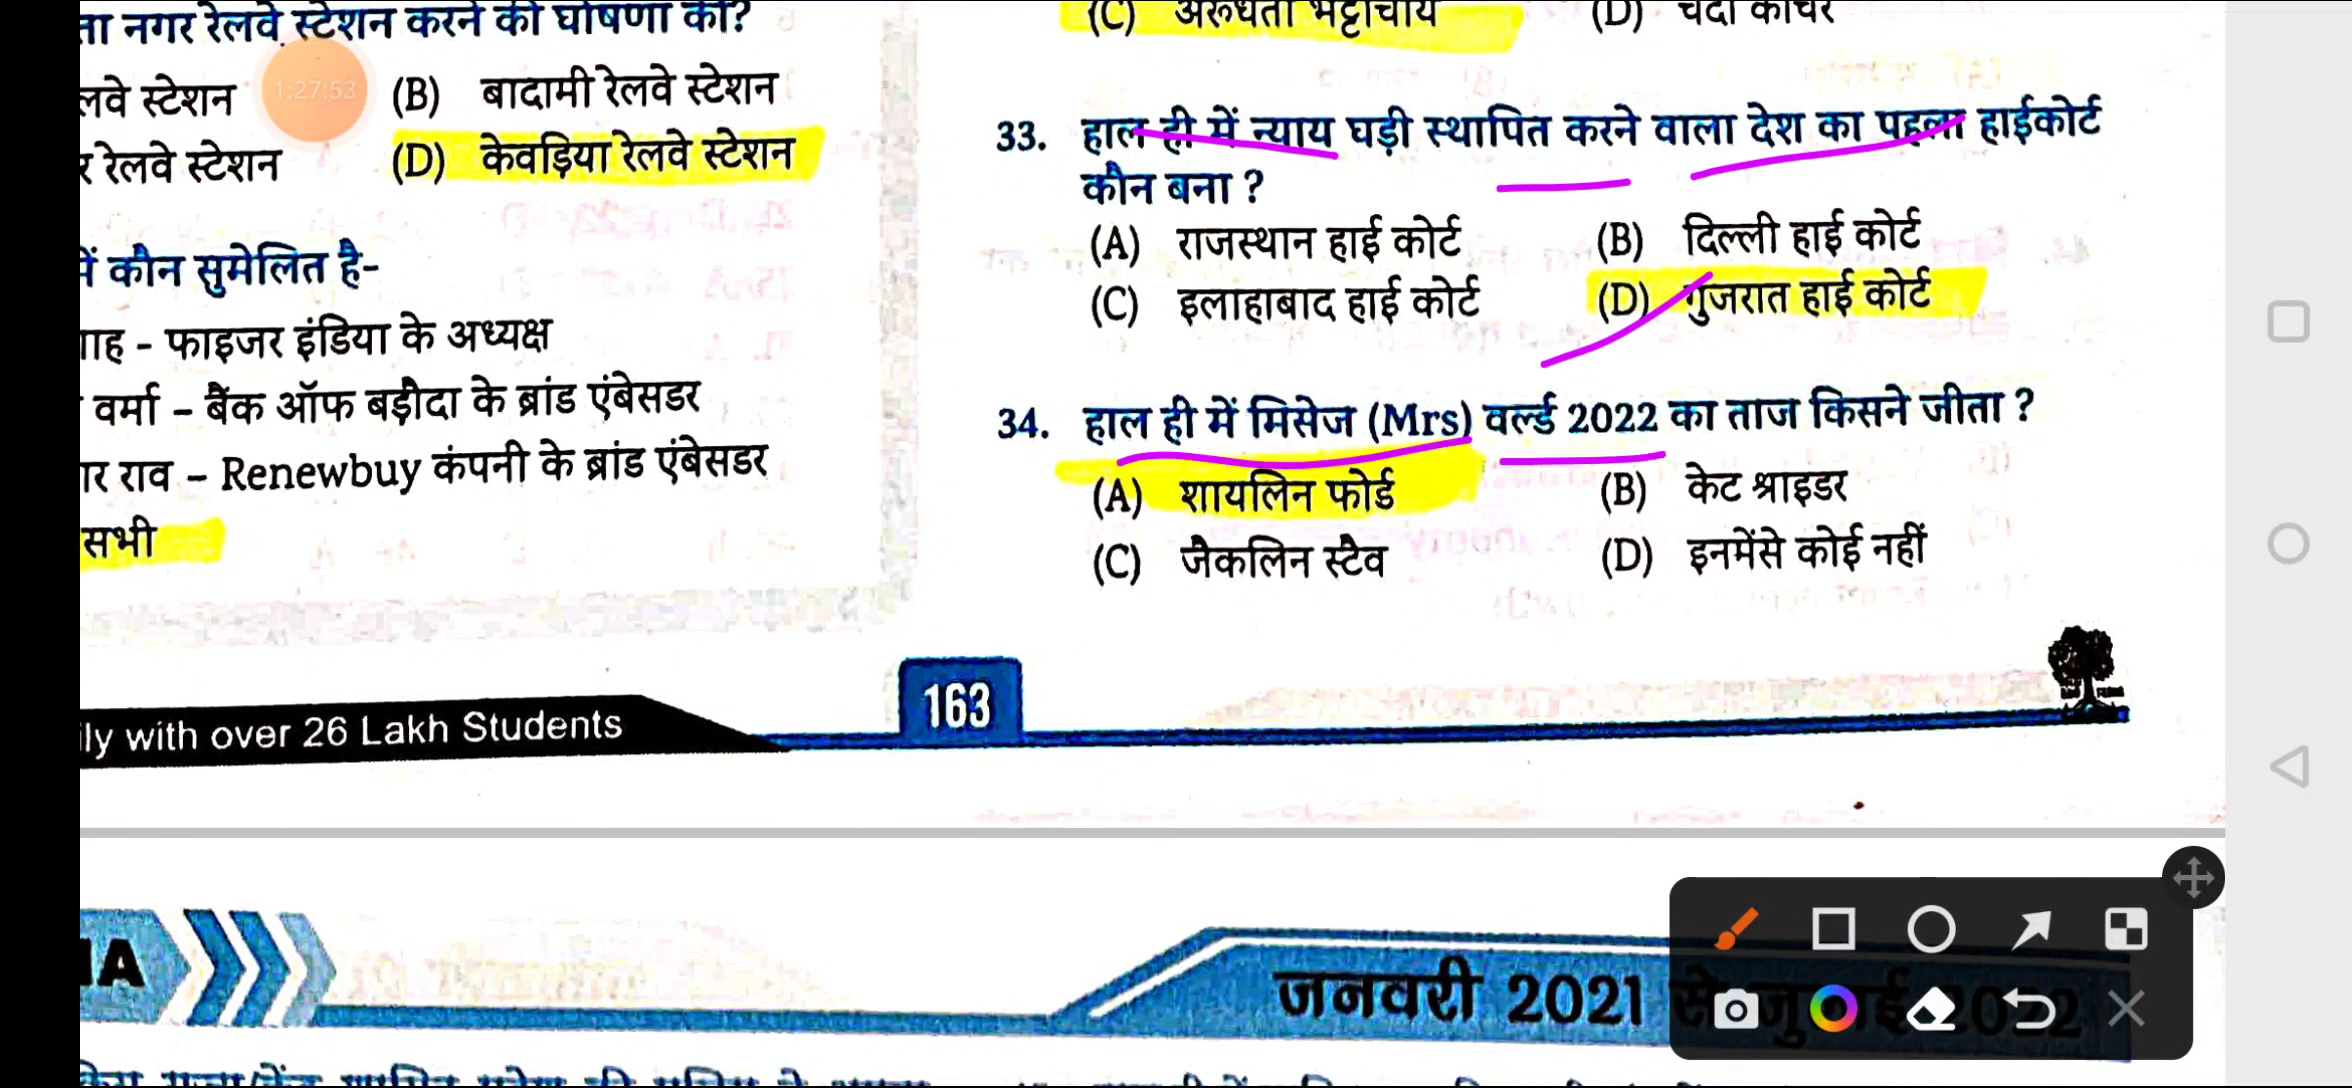 ता नगर रेलवे स्टेशन करने की घोषणा की?
लवे स्टेशन (B) बादामी रेलवे स्टेशन
1:27:53
र रेलवे स्टेशन (D) केवड़िया रेलवे स्टेशन
में कौन सुमेलित है-
ाह - फाइजर इंडिया के अध्यक्ष
वर्मा - बैंक ऑफ बड़ौदा के ब्रांड एंबेसडर
ार राव - Renewbuy कंपनी के ब्रांड एंबेसडर
सभी
(C) अरुंधती भट्टाचार्य (D) चंदा कोचर
33. हाल ही में न्याय घड़ी स्थापित करने वाला देश का पहला हाईकोर्ट
कौन बना ?
(A) राजस्थान हाई कोर्ट (B) दिल्ली हाई कोर्ट
(C) इलाहाबाद हाई कोर्ट (D) गुजरात हाई कोर्ट
34. हाल ही में मिसेज (Mrs) वर्ल्ड 2022 का ताज किसने जीता ?
(A) शायलिन फोर्ड (B) केट श्राइडर
(C) जैकलिन स्टैव (D) इनमेंसे कोई नहीं
ily with over 26 Lakh Students
163
IA
जनवरी 2021 से जुलाई 2022